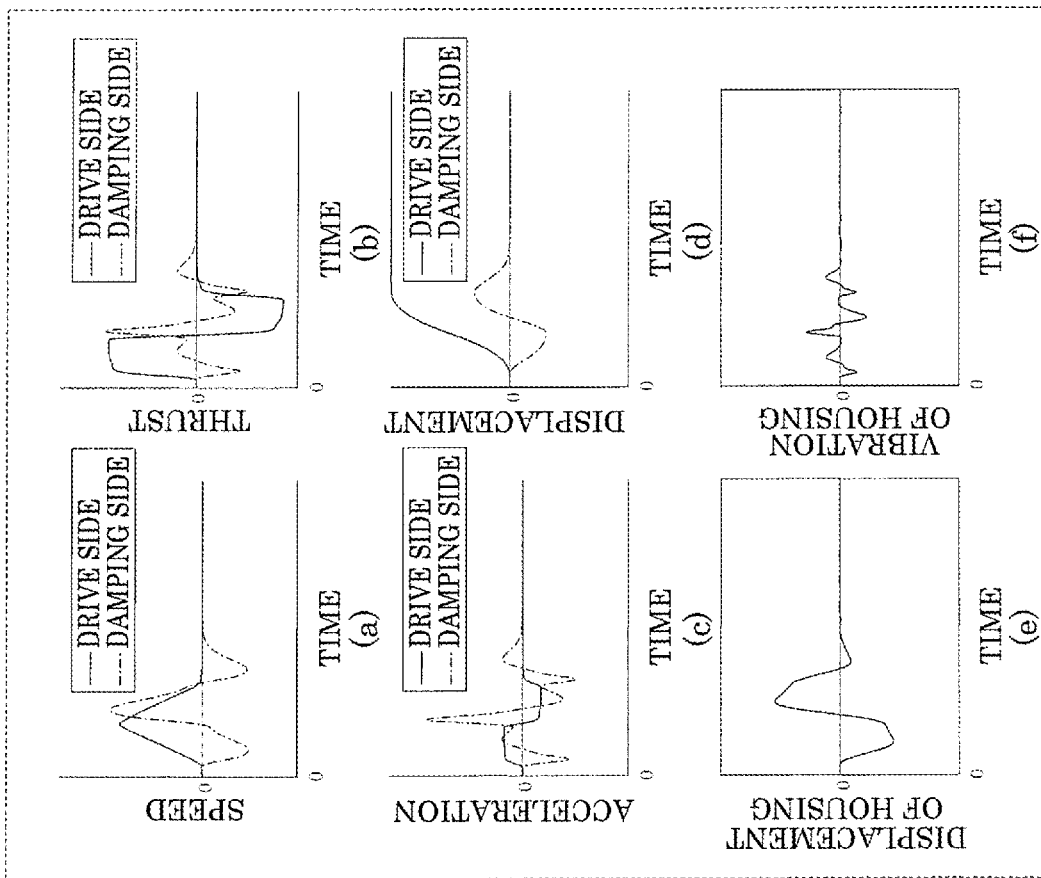 DRIVE SIDE
DAMPING SIDE
SPEED
0
0
TIME
(a)
DRIVE SIDE
DAMPING SIDE
THRUST
0
0
TIME
(b)
DRIVE SIDE
DAMPING SIDE
ACCELERATION
0
TIME
(c)
DRIVE SIDE
DAMPING SIDE
DISPLACEMENT
0
TIME
(d)
DISPLACEMENT
OF HOUSING
0
0
TIME
(e)
VIBRATION
OF HOUSING
0
0
TIME
(f)